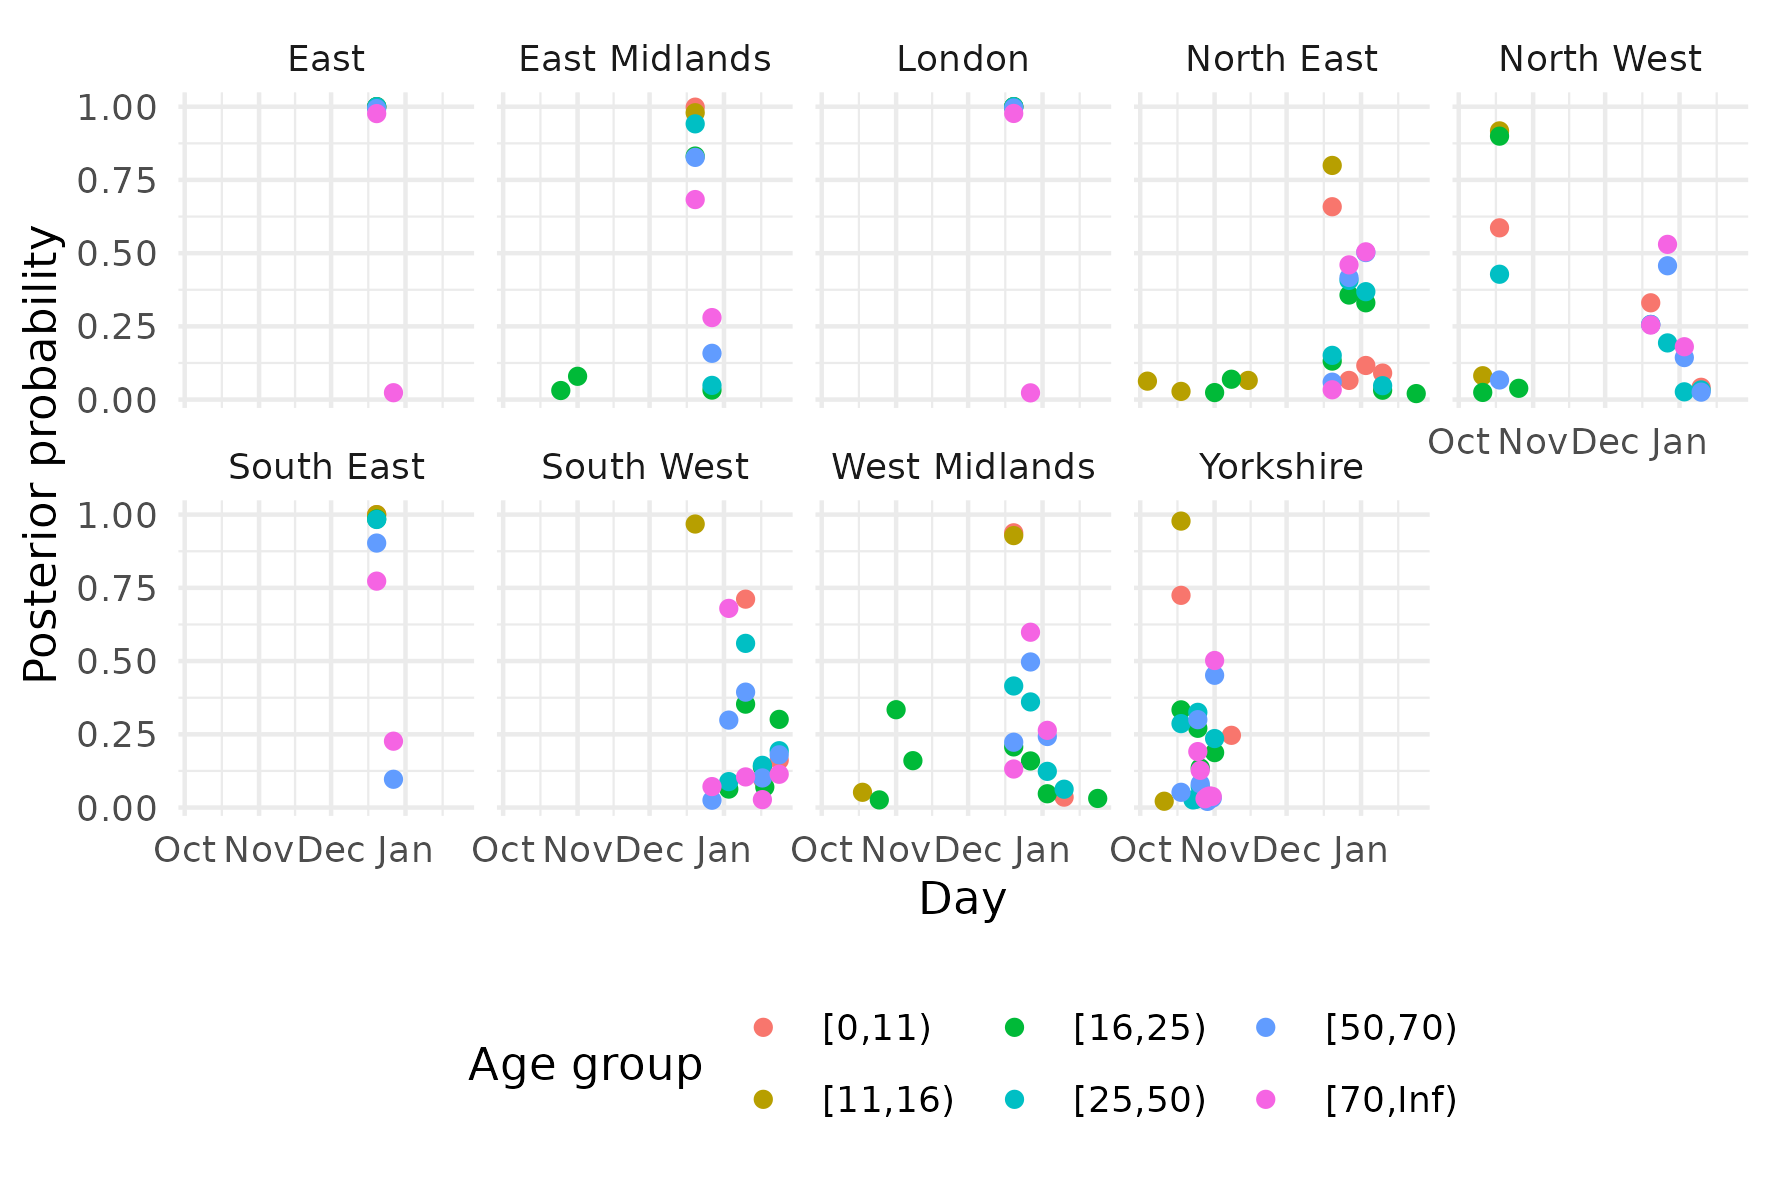 East East Midlands London North East North West
1.00
0.75
0.50
0.25
0.00
Oct Nov Dec Jan
South East South West West Midlands Yorkshire
1.00
0.75
0.50
0.25
0.00
Oct Nov Dec Jan Oct Nov Dec Jan Oct Nov Dec Jan Oct Nov Dec Jan
Posterior probability
Day
Age group
[0,11) [16,25) [50,70)
[11,16) [25,50) [70,Inf)